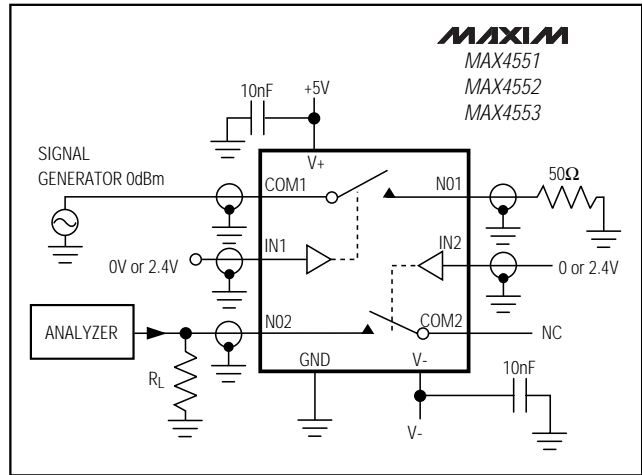 MAXIM
MAX4551
MAX4552
MAX4553
10nF
+5V
V+
SIGNAL
GENERATOR 0dBm
COM1
N01
50Ω
IN1
IN2
0V or 2.4V
0 or 2.4V
ANALYZER
N02
COM2
NC
RL
GND
V-
10nF
V-